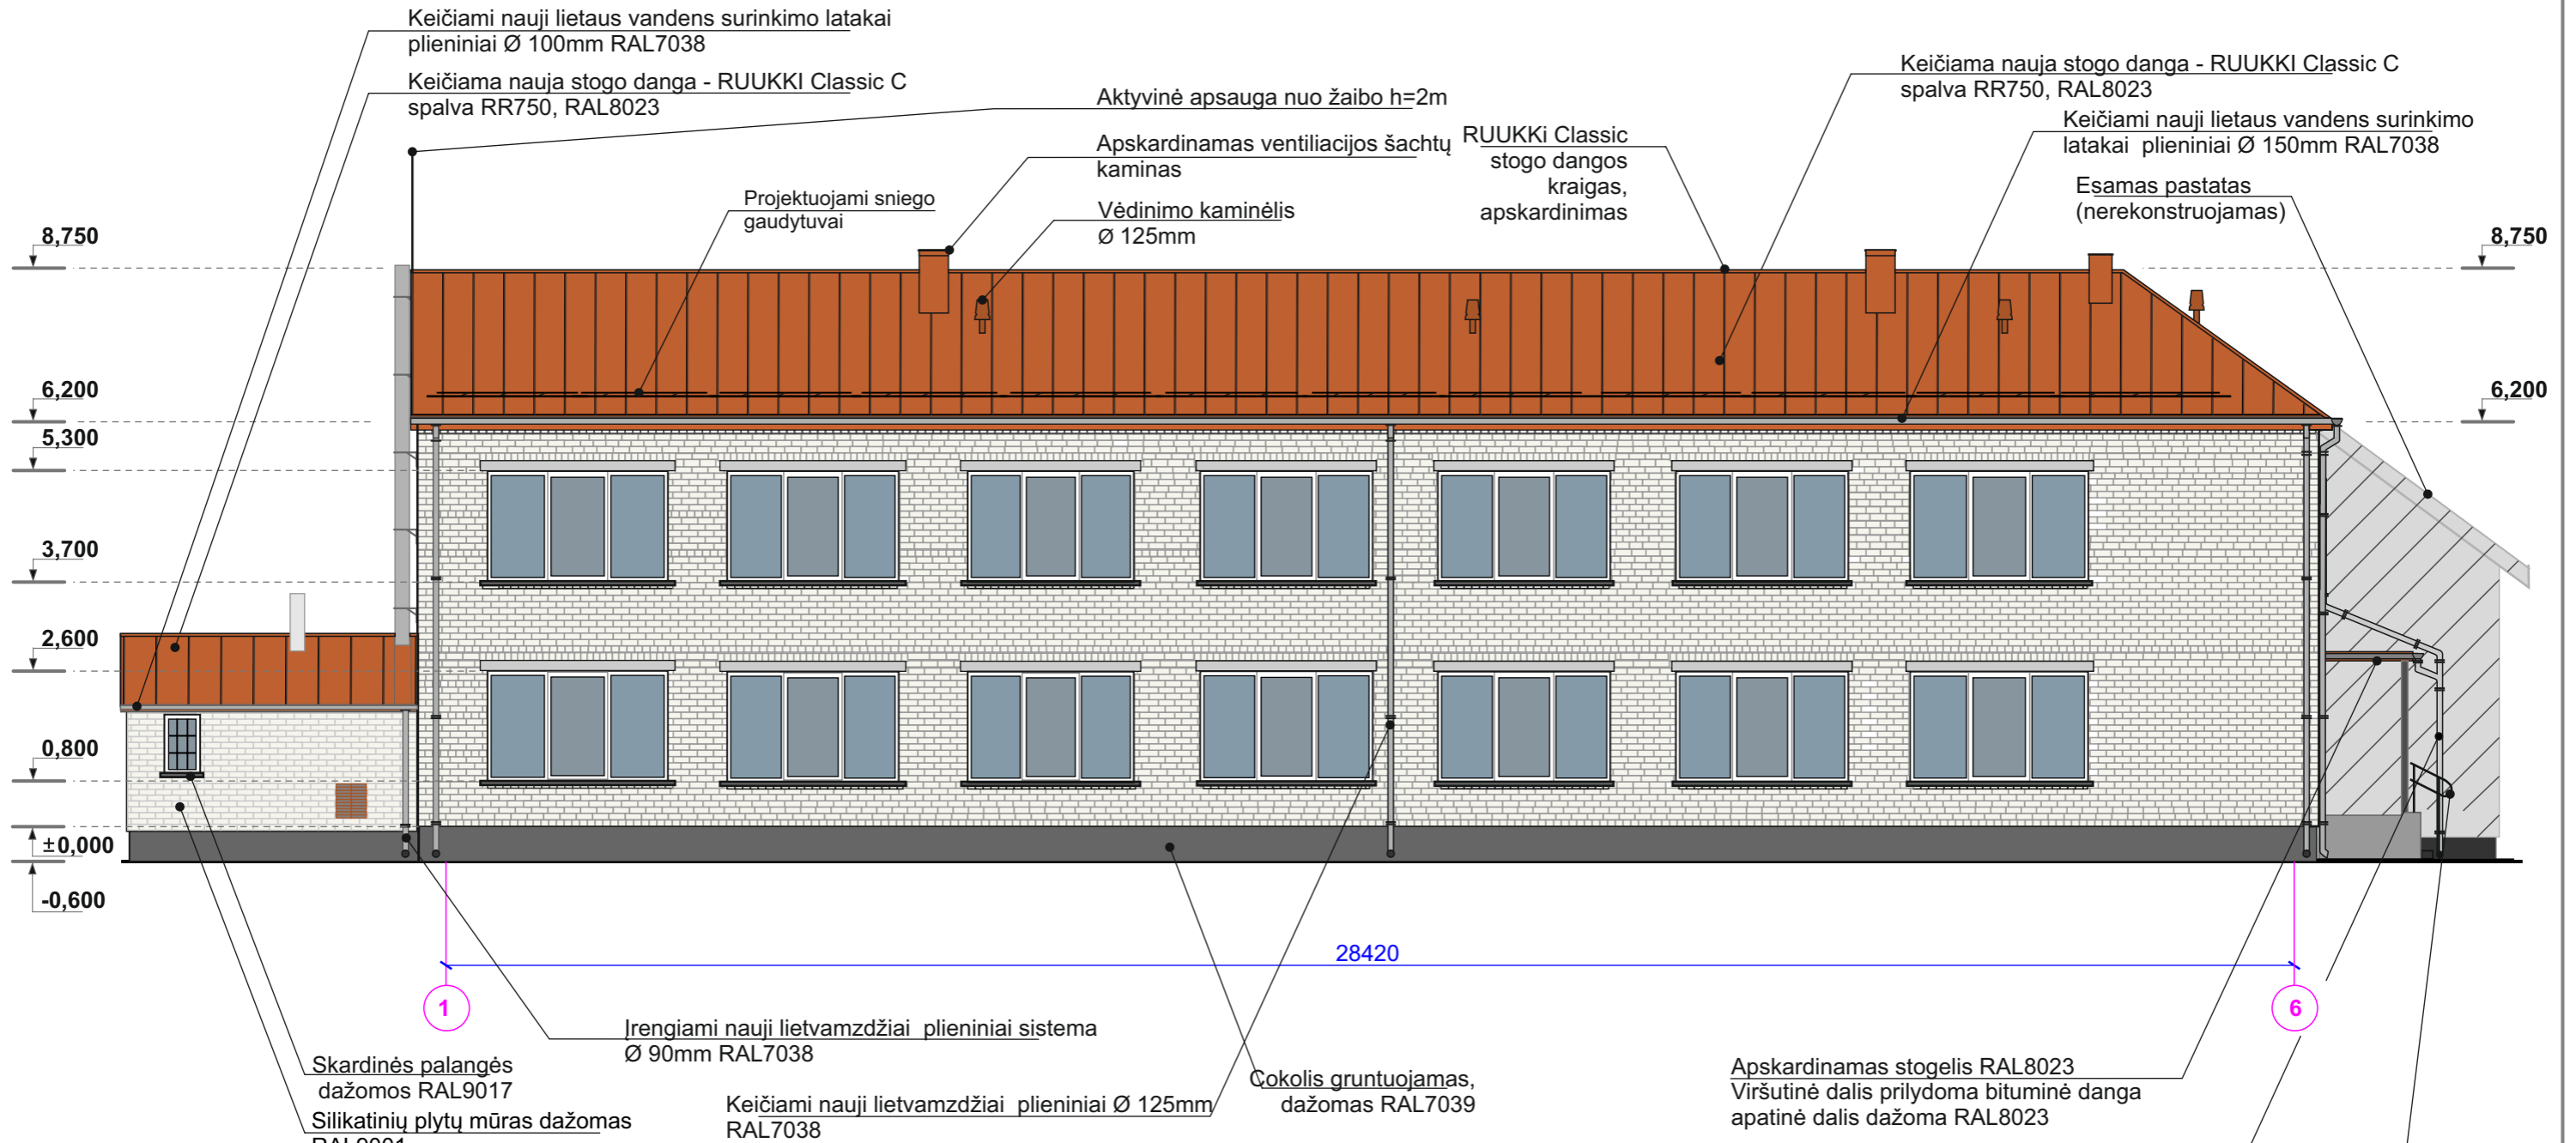 Keičiami nauji lietaus vandens surinkimo latakai
plieniniai Ø 100mm RAL7038
Keičiama nauja stogo danga - RUUKKI Classic C
spalva RR750, RAL8023
Aktyvinė apsauga nuo žaibo h=2m
Apskardinamas ventiliacijos šachtų
kaminas
Projektuojami sniego
gaudytuvai
Vėdinimo kaminėlis
Ø 125mm
RUUKKi Classic
stogo dangos
kraigas,
apskardinimas
Keičiama nauja stogo danga - RUUKKI Classic C
spalva RR750, RAL8023
Keičiami nauji lietaus vandens surinkimo
latakai plieniniai Ø 150mm RAL7038
Esamas pastatas
(nerekonstruojamas)
8,750
6,200
5,300
3,700
2,600
0,800
±0,000
-0,600
8,750
6,200
28420
1
6
Įrengiami nauji lietvamzdžiai plieniniai sistema
Ø 90mm RAL7038
Skardinės palangės
dažomos RAL9017
Silikatinių plytų mūras dažomas
RAL9001
Keičiami nauji lietvamzdžiai plieniniai Ø 125mm
RAL7038
Cokolis gruntuojamas,
dažomas RAL7039
Apskardinamas stogelis RAL8023
Viršutinė dalis prilydoma bituminė danga
apatinė dalis dažoma RAL8023